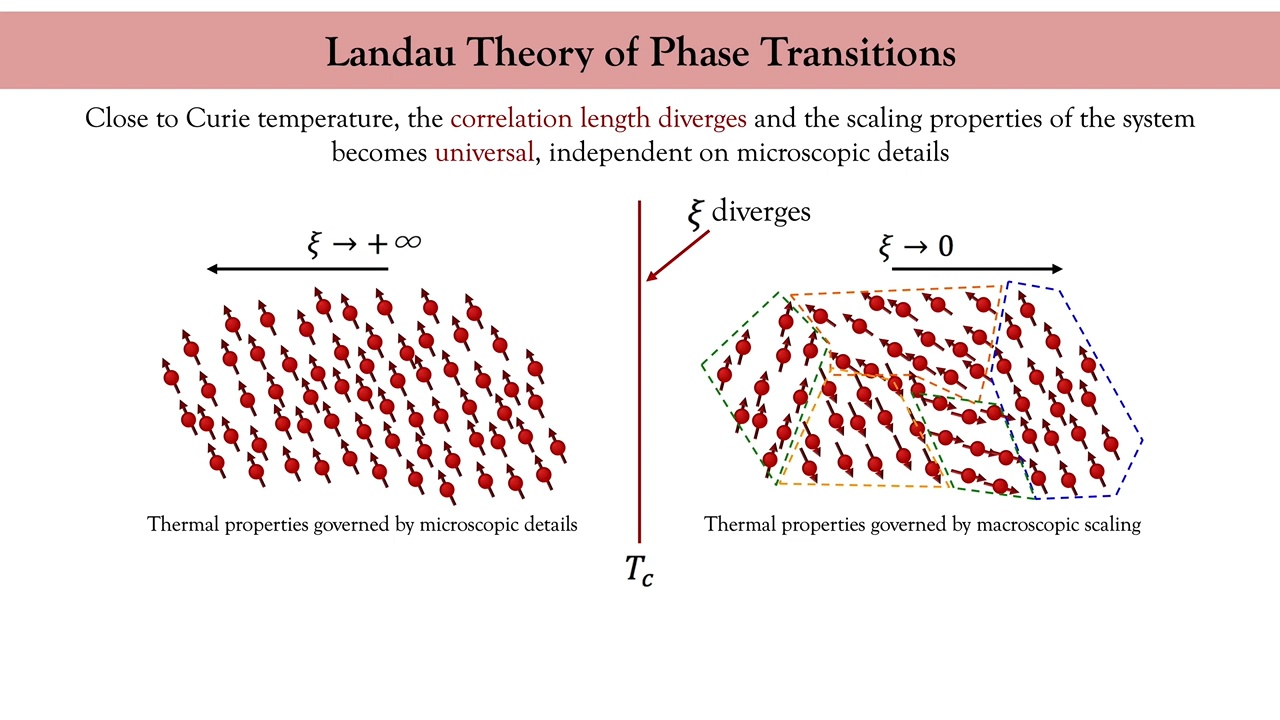 Landau Theory of Phase Transitions
Close to Curie temperature, the correlation length diverges and the scaling properties of the system
becomes universal, independent on microscopic details
ξ diverges
ξ → + ∞
ξ → 0
Thermal properties governed by microscopic details
Thermal properties governed by macroscopic scaling
T_c